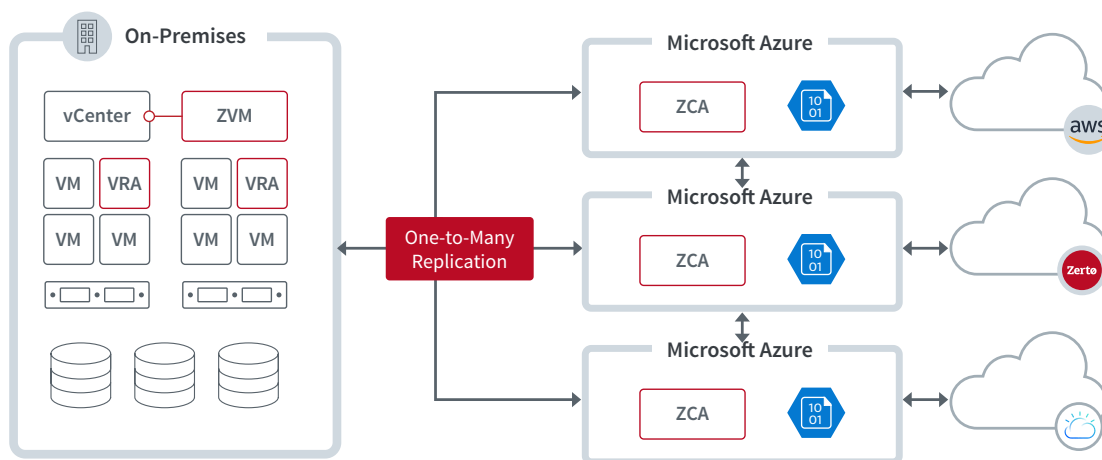 On-Premises
vCenter
ZVM
VM
VRA
VM
VRA
VM
VM
VM
VM
One-to-Many
Replication
Microsoft Azure
ZCA
10
01
aws
Microsoft Azure
ZCA
10
01
Zerto
Microsoft Azure
ZCA
10
01